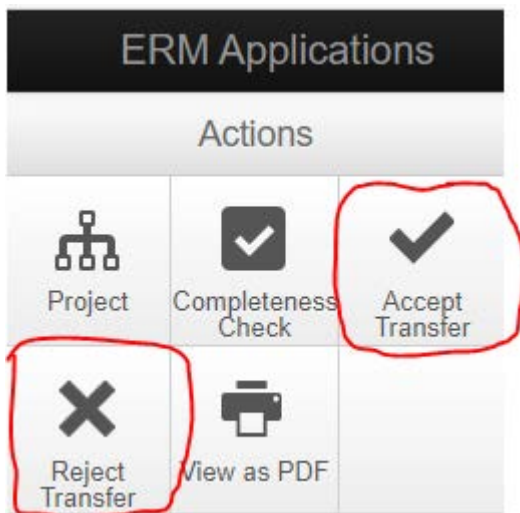 ERM Applications
Actions
Project
Completeness
Check
Accept
Transfer
Reject
Transfer
View as PDF